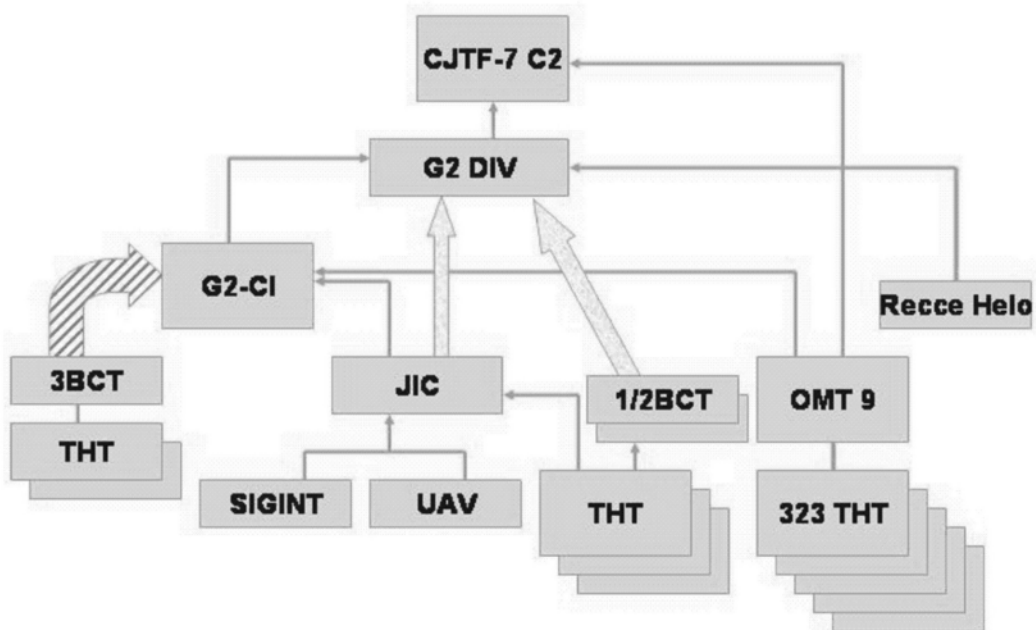 CJTF-7 C2
G2 DIV
G2-CI
Recce Helo
3BCT
JIC
1/2BCT
OMT 9
THT
SIGINT
UAV
THT
323 THT